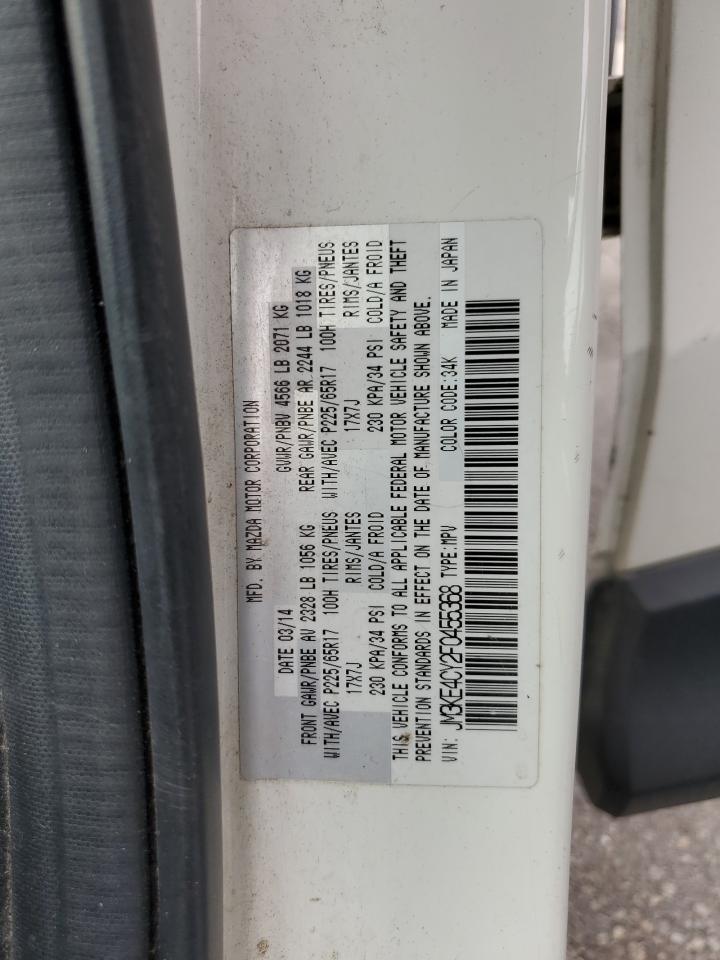 MFD. BY MAZDA MOTOR CORPORATION
DATE 03/14 GVWR/PNBV 4566 LB 2071 KG
FRONT GAWR/PNBE AV 2328 LB 1056 KG REAR GAWR/PNBE AR 2244 LB 1018 KG
WITH/AVEC P225/65R17 100H TIRES/PNEUS WITH/AVEC P225/65R17 100H TIRES/PNEUS
17X7J RIMS/JANTES 17X7J RIMS/JANTES
230 KPA/34 PSI COLD/A FROID 230 KPA/34 PSI COLD/A FROID
THIS VEHICLE CONFORMS TO ALL APPLICABLE FEDERAL MOTOR VEHICLE SAFETY AND THEFT
PREVENTION STANDARDS IN EFFECT ON THE DATE OF MANUFACTURE SHOWN ABOVE.
VIN: JM3KE4CY2F0455368 TYPE:MPV COLOR CODE:34K MADE IN JAPAN